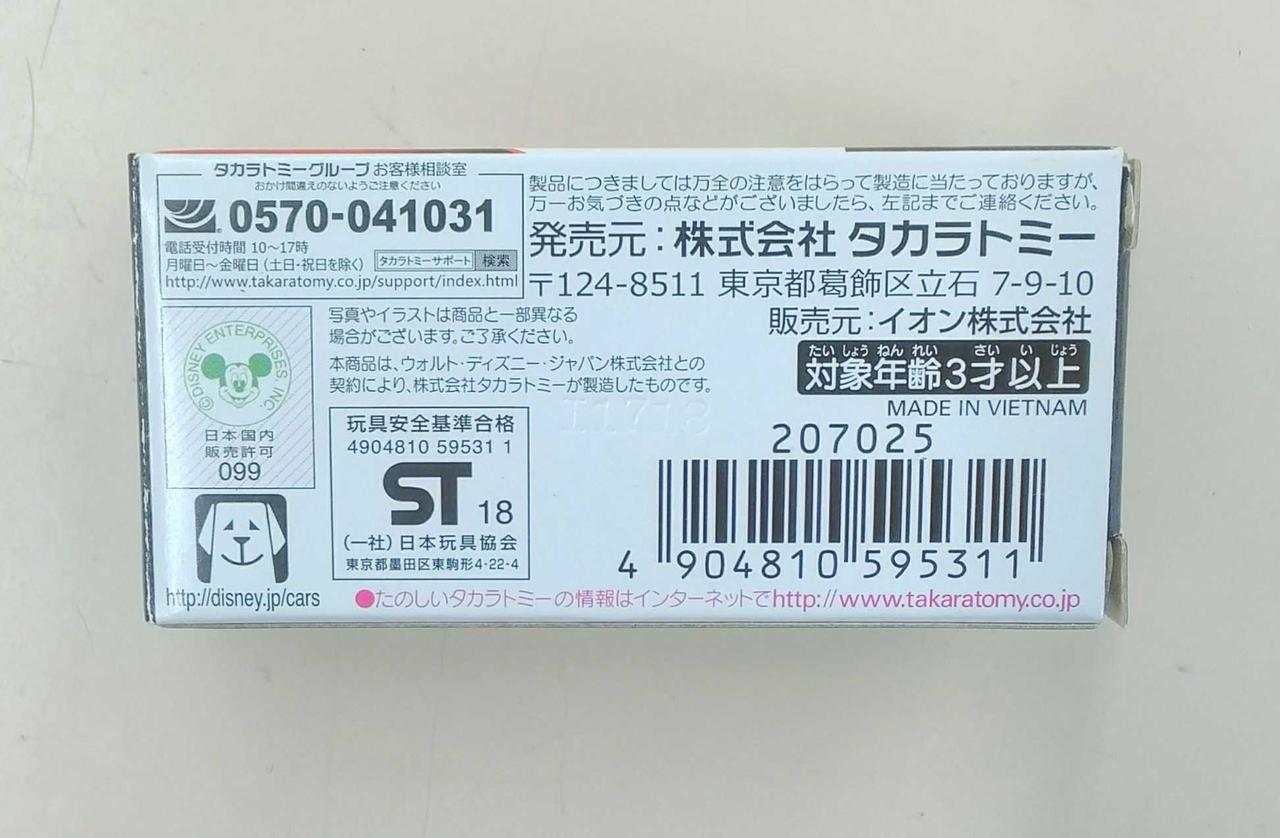 タカラトミーグループ お客様相談室
おかけ間違えのないようご注意ください
0570-041031
電話受付時間 10〜17時
月曜日〜金曜日 (土日・祝日を除く) タカラトミーサポート 検索
http://www.takaratomy.co.jp/support/index.html
製品につきましては万全の注意をはらって製造に当たっておりますが、
万一お気づきの点などがございましたら、左記までご連絡ください。
発売元:株式会社 タカラトミー
〒124-8511 東京都葛飾区立石 7-9-10
販売元:イオン株式会社
たいしょうねんれい さいいじょう
対象年齢3才以上
MADE IN VIETNAM
写真やイラストは商品と一部異なる
場合がございます。ご了承ください。
本商品は、ウォルト・ディズニー・ジャパン株式会社との
契約により、株式会社タカラトミーが製造したものです。
©DISNEY ENTERPRISES, INC.
日本国内
販売許可
099
玩具安全基準合格
4904810 59531 1
ST 18
(一社) 日本玩具協会
東京都墨田区東駒形4-22-4
207025
4 904810 595311
http://disney.jp/cars
●たのしいタカラトミーの情報はインターネットでhttp://www.takaratomy.co.jp